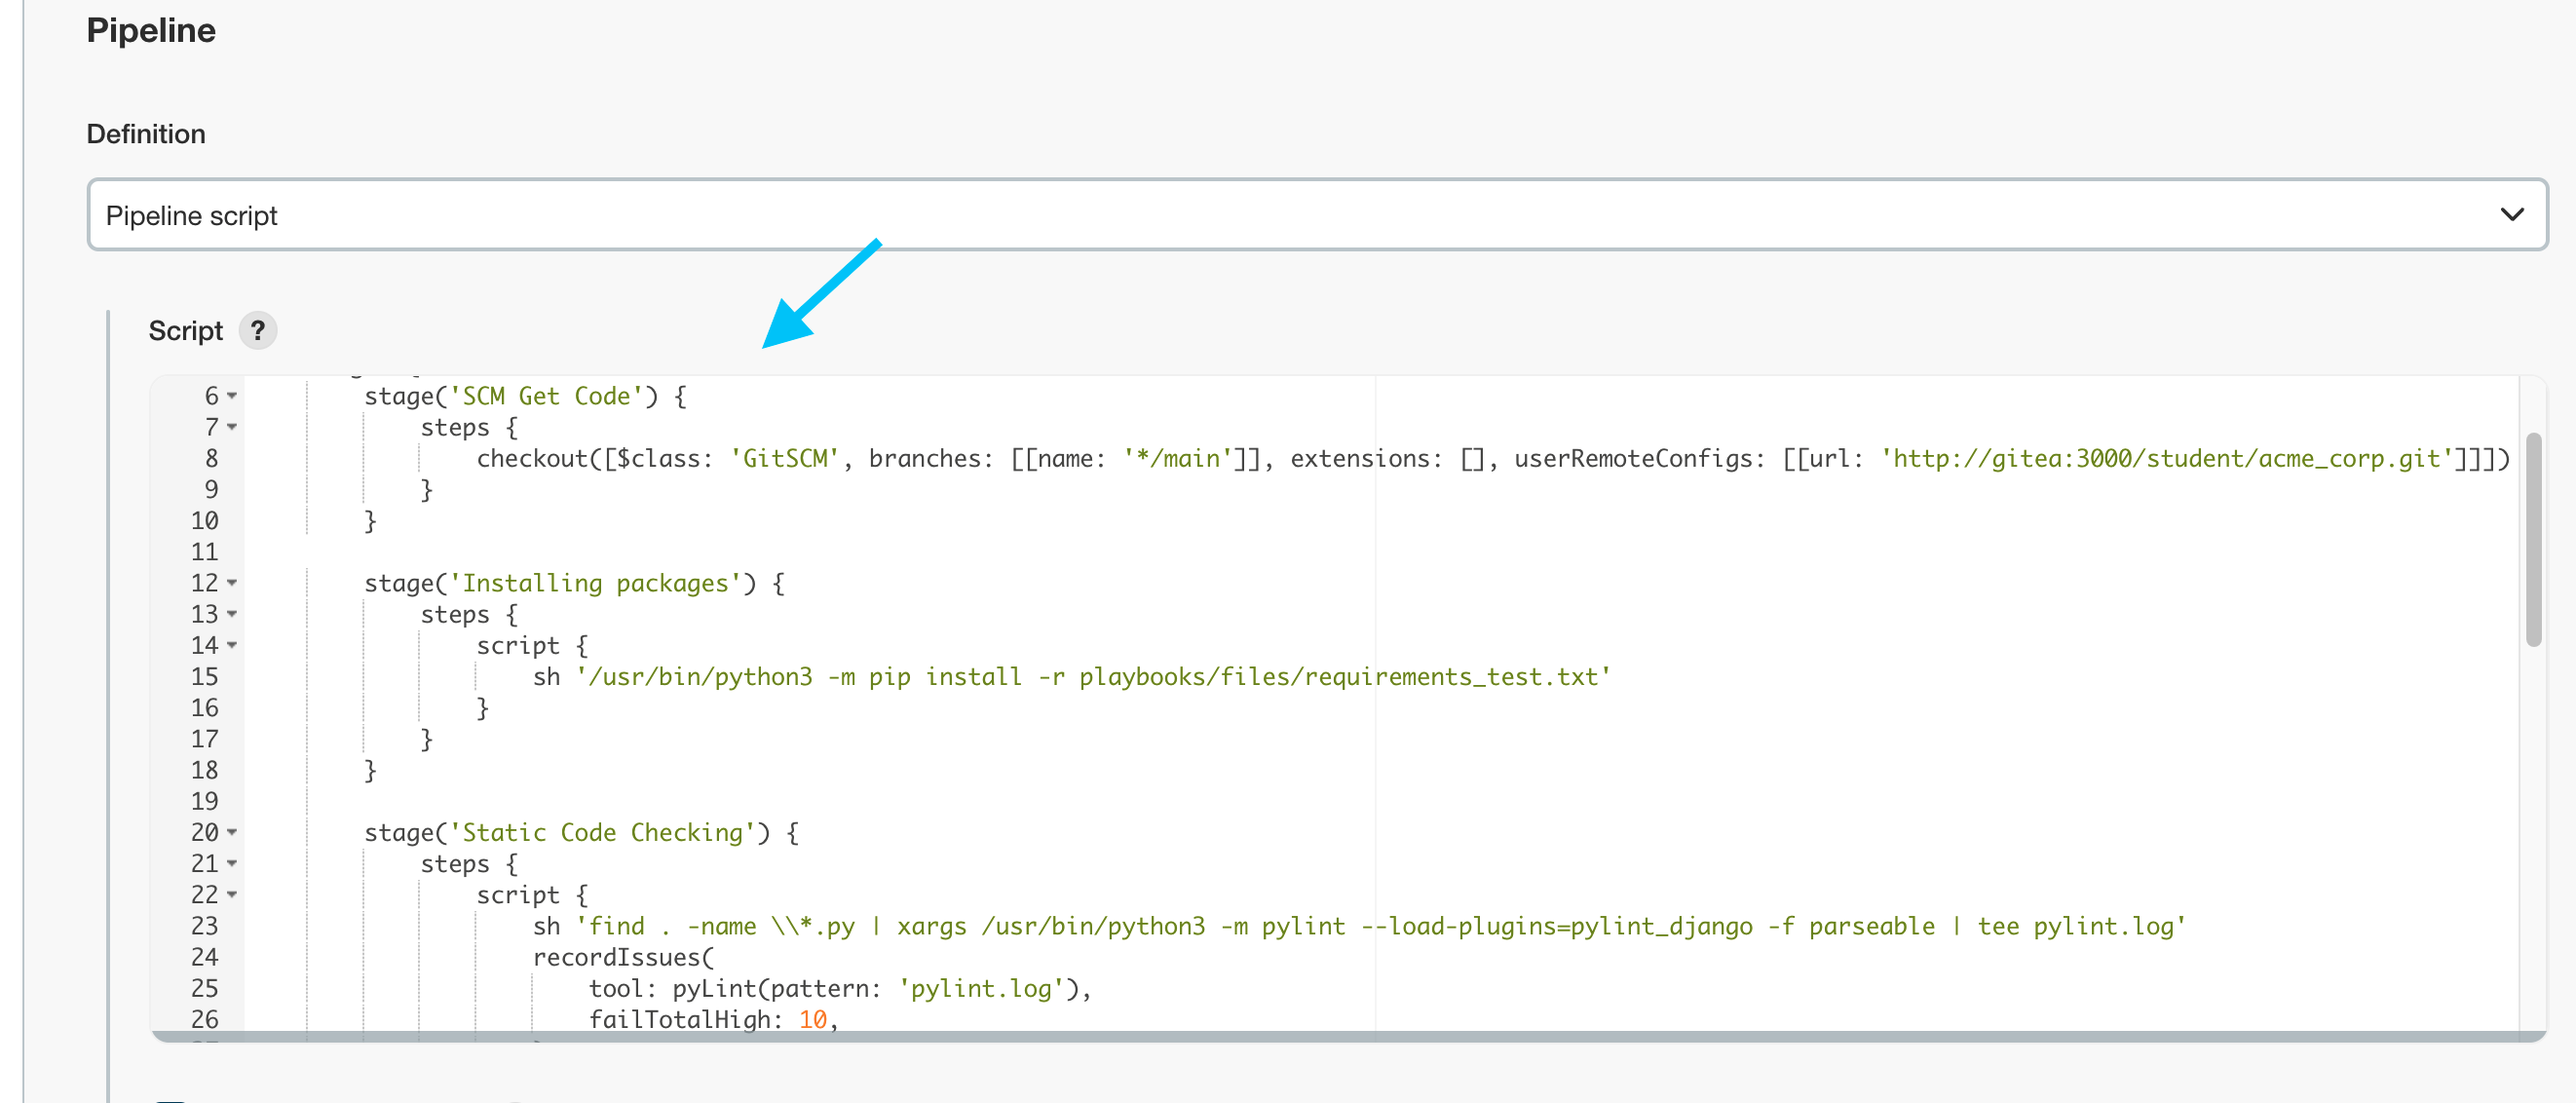 Pipeline
Definition
Pipeline script
Script ?
6 stage('SCM Get Code') {
7 steps {
8 checkout([$class: 'GitSCM', branches: [[name: '*/main']], extensions: [], userRemoteConfigs: [[url: 'http://gitea:3000/student/acme_corp.git']]])
9 }
10 }
11
12 stage('Installing packages') {
13 steps {
14 script {
15 sh '/usr/bin/python3 -m pip install -r playbooks/files/requirements_test.txt'
16 }
17 }
18 }
19
20 stage('Static Code Checking') {
21 steps {
22 script {
23 sh 'find . -name \\*.py | xargs /usr/bin/python3 -m pylint --load-plugins=pylint_django -f parseable | tee pylint.log'
24 recordIssues(
25 tool: pyLint(pattern: 'pylint.log'),
26 failTotalHigh: 10,